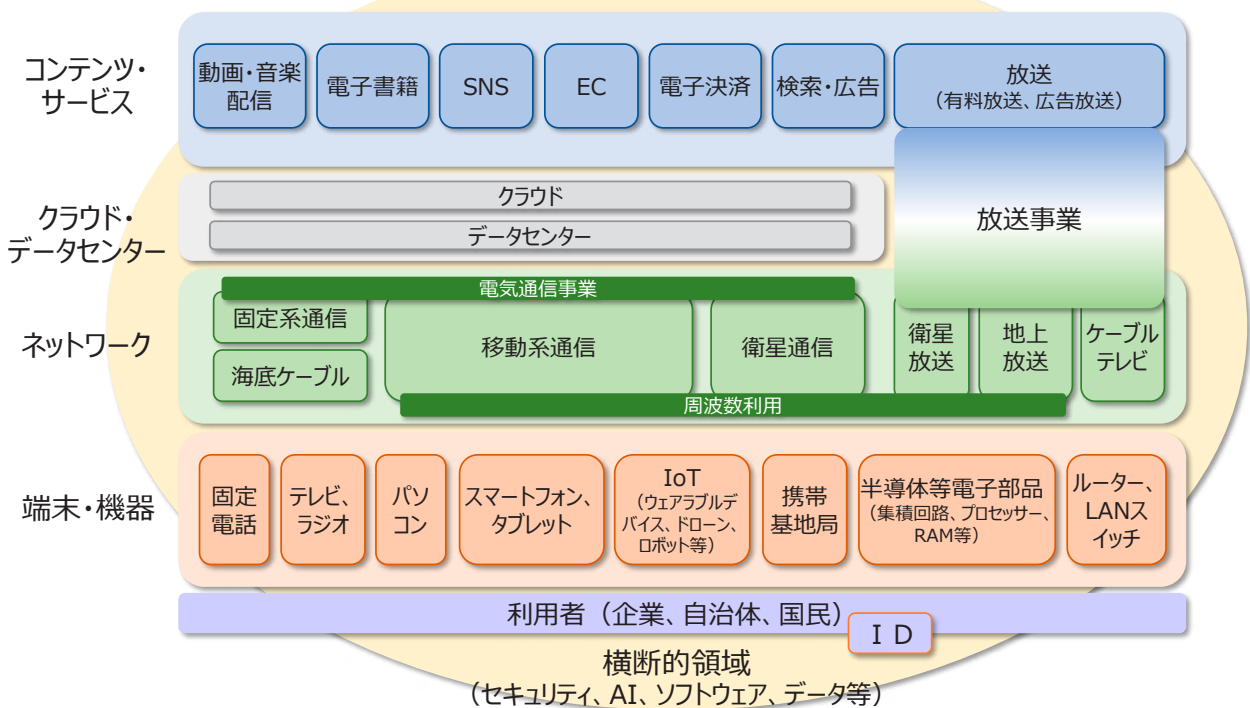 コンテンツ・
サービス
動画・音楽
配信
電子書籍
SNS
EC
電子決済
検索・広告
放送
（有料放送、広告放送）
クラウド・
データセンター
クラウド
データセンター
放送事業
ネットワーク
電気通信事業
固定系通信
海底ケーブル
移動系通信
衛星通信
衛星
放送
地上
放送
ケーブル
テレビ
周波数利用
端末・機器
固定
電話
テレビ、
ラジオ
パソ
コン
スマートフォン、
タブレット
IoT
（ウェアラブルデ
バイス、ドローン、
ロボット等）
携帯
基地局
半導体等電子部品
（集積回路、プロセッサー、
RAM等）
ルーター、
LANス
イッチ
利用者（企業、自治体、国民）
ＩＤ
横断的領域
（セキュリティ、AI、ソフトウェア、データ等）